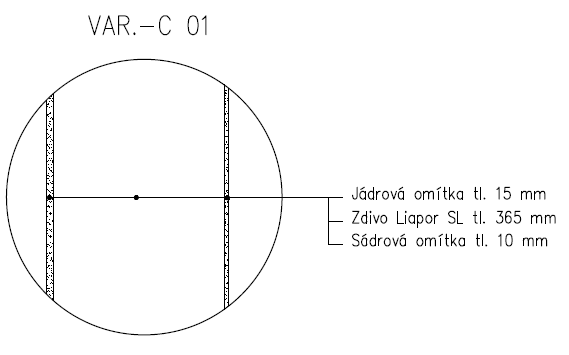 VAR.-C 01
Jádrová omítka tl. 15 mm
Zdivo Liapor SL tl. 365 mm
Sádrová omítka tl. 10 mm